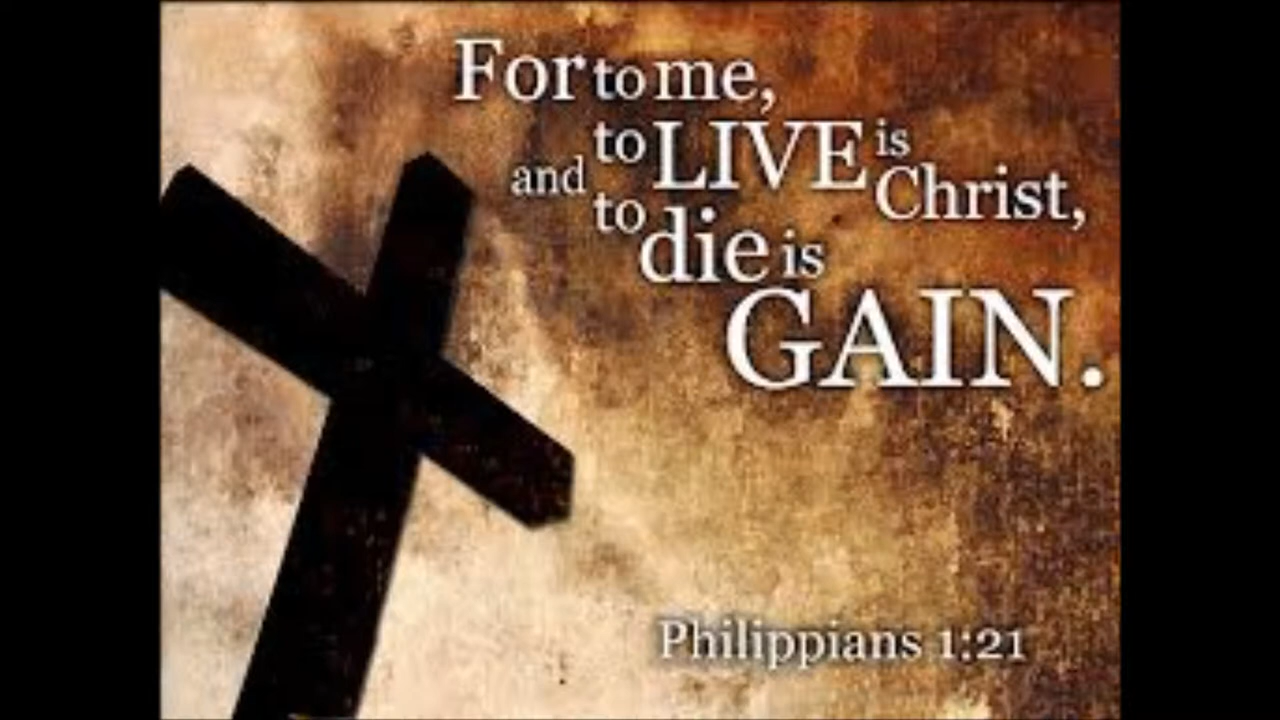 For to me,
to LIVE is Christ,
and to die is
GAIN.
Philippians 1:21